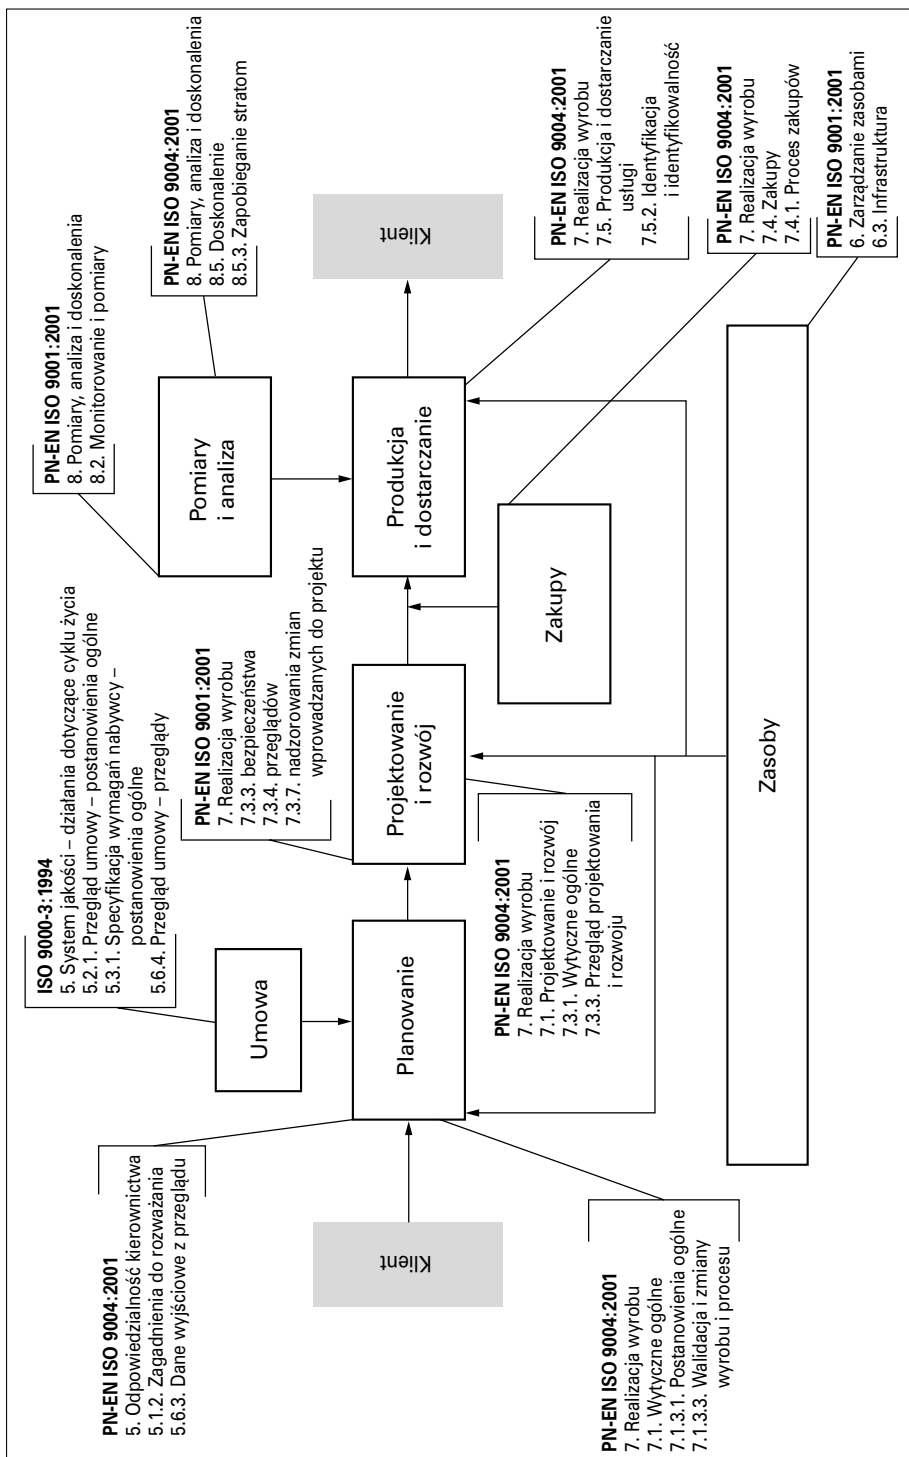 PN-EN ISO 9004:2001
5. Odpowiedzialność kierownictwa
5.1.2. Zagadnienia do rozważania
5.6.3. Dane wyjściowe z przeglądu
ISO 9000-3:1994
5. System jakości – działania dotyczące cyklu życia
5.2.1. Przegląd umowy – postanowienia ogólne
5.3.1. Specyfikacja wymagań nabywcy –
postanowienia ogólne
5.6.4. Przegląd umowy – przeglądy
PN-EN ISO 9001:2001
8. Pomiary, analiza i doskonalenia
8.2. Monitorowanie i pomiary
PN-EN ISO 9004:2001
8. Pomiary, analiza i doskonalenia
8.5. Doskonalenie
8.5.3. Zapobieganie stratom
PN-EN ISO 9001:2001
7. Realizacja wyrobu
7.3.3. bezpieczeństwa
7.3.4. przeglądów
7.3.7. nadzorowania zmian
wprowadzanych do projektu
Umowa
Pomiary
i analiza
Klient
Planowanie
Projektowanie
i rozwój
Produkcja
i dostarczanie
Klient
Zakupy
PN-EN ISO 9004:2001
7. Realizacja wyrobu
7.1. Projektowanie i rozwój
7.3.1. Wytyczne ogólne
7.3.3. Przegląd projektowania
i rozwoju
PN-EN ISO 9004:2001
7. Realizacja wyrobu
7.5. Produkcja i dostarczanie
usługi
7.5.2. Identyfikacja
i identyfikowalność
PN-EN ISO 9004:2001
7. Realizacja wyrobu
7.4. Zakupy
7.4.1. Proces zakupów
Zasoby
PN-EN ISO 9004:2001
7. Realizacja wyrobu
7.1. Wytyczne ogólne
7.1.3.1. Postanowienia ogólne
7.1.3.3. Walidacja i zmiany
wyrobu i procesu
PN-EN ISO 9001:2001
6. Zarządzanie zasobami
6.3. Infrastruktura